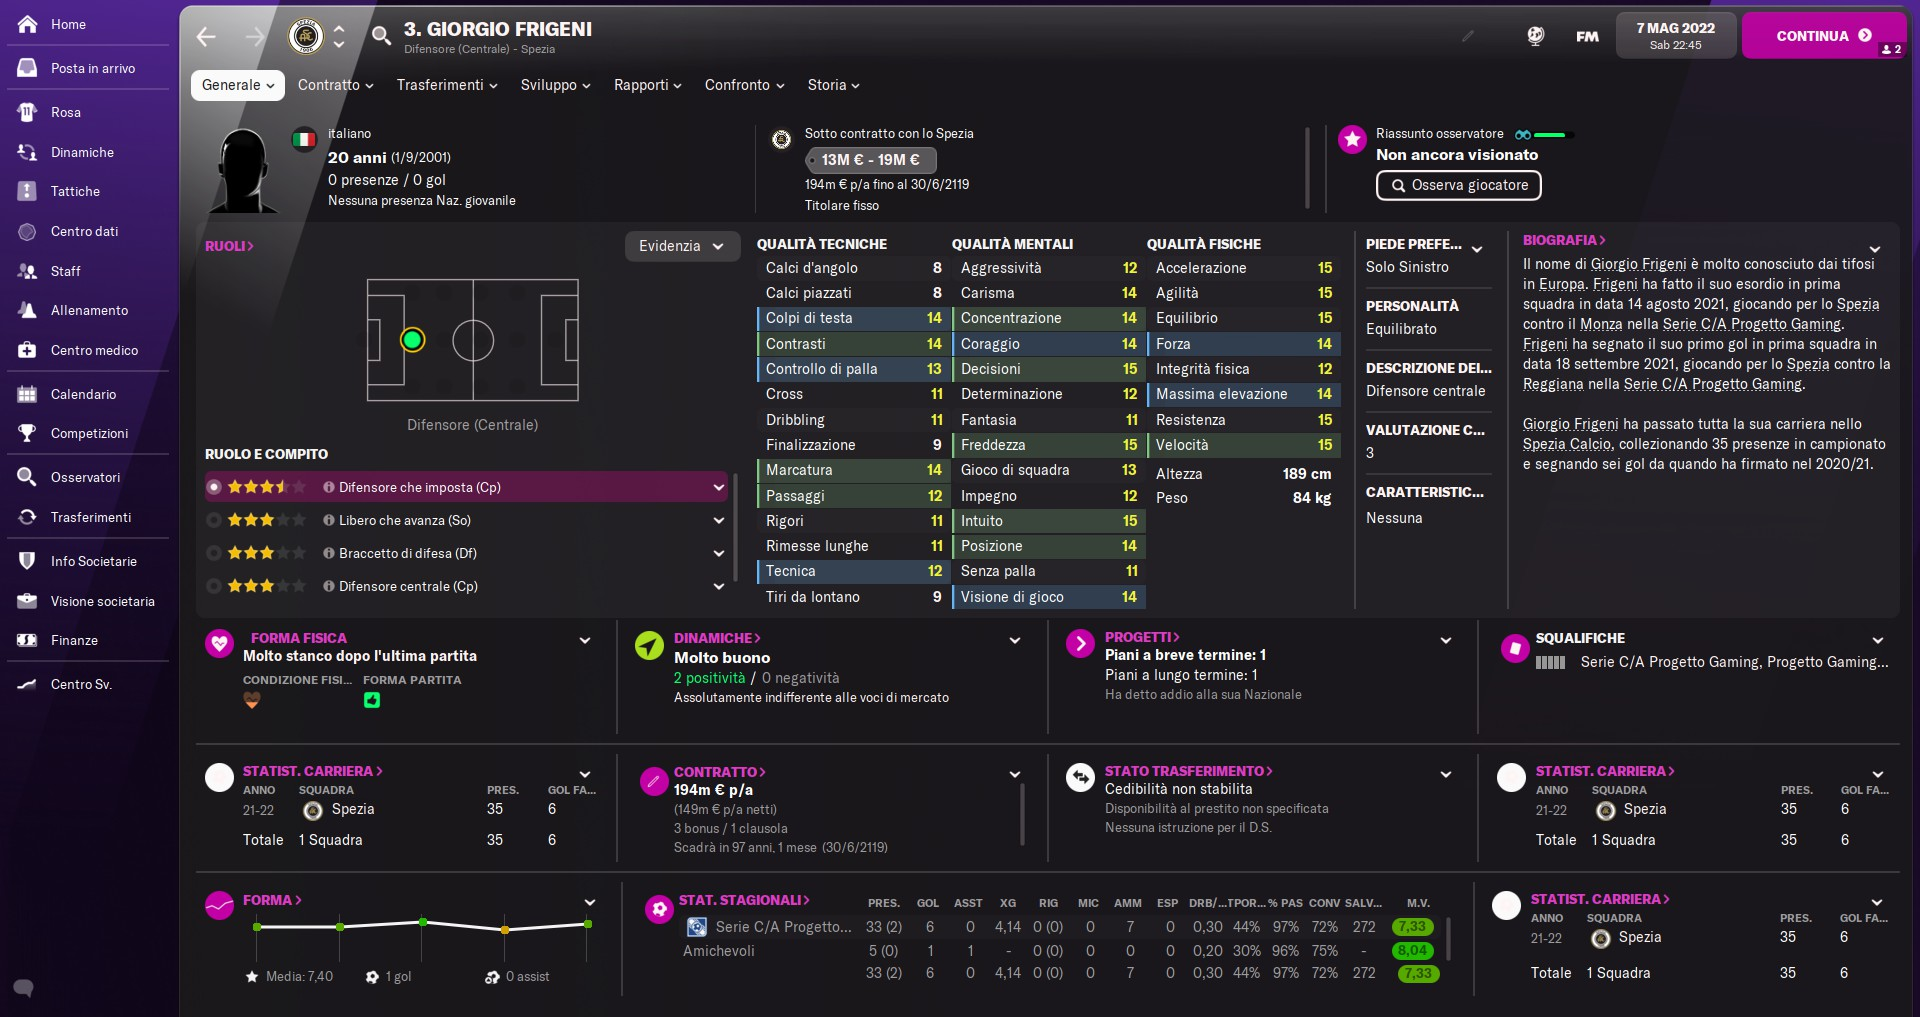 Home
Posta in arrivo
Rosa
Dinamiche
Tattiche
Centro dati
Staff
Allenamento
Centro medico
Calendario
Competizioni
Osservatori
Trasferimenti
Info Societarie
Visione societaria
Finanze
Centro Sv.
3. GIORGIO FRIGENI
Difensore (Centrale) - Spezia
FM
7 MAG 2022
Sab 22:45
CONTINUA
2
Generale Contratto Trasferimenti Sviluppo Rapporti Confronto Storia
italiano
20 anni (1/9/2001)
0 presenze / 0 gol
Nessuna presenza Naz. giovanile
Sotto contratto con lo Spezia
13M € - 19M €
194m € p/a fino al 30/6/2119
Titolare fisso
Riassunto osservatore
Non ancora visionato
Osserva giocatore
RUOLI
Evidenzia
Difensore (Centrale)
RUOLO E COMPITO
Difensore che imposta (Cp)
Libero che avanza (So)
Braccetto di difesa (Df)
Difensore centrale (Cp)
QUALITÀ TECNICHE
Calci d'angolo 8
Calci piazzati 8
Colpi di testa 14
Contrasti 14
Controllo di palla 13
Cross 11
Dribbling 11
Finalizzazione 9
Marcatura 14
Passaggi 12
Rigori 11
Rimesse lunghe 11
Tecnica 12
Tiri da lontano 9
QUALITÀ MENTALI
Aggressività 12
Carisma 14
Concentrazione 14
Coraggio 14
Decisioni 15
Determinazione 12
Fantasia 11
Freddezza 15
Gioco di squadra 13
Impegno 12
Intuito 15
Posizione 14
Senza palla 11
Visione di gioco 14
QUALITÀ FISICHE
Accelerazione 15
Agilità 15
Equilibrio 15
Forza 14
Integrità fisica 12
Massima elevazione 14
Resistenza 15
Velocità 15
Altezza 189 cm
Peso 84 kg
PIEDE PREFE...
Solo Sinistro
PERSONALITÀ
Equilibrato
DESCRIZIONE DEI...
Difensore centrale
VALUTAZIONE C...
3
CARATTERISTIC...
Nessuna
BIOGRAFIA
Il nome di Giorgio Frigeni è molto conosciuto dai tifosi
in Europa. Frigeni ha fatto il suo esordio in prima
squadra in data 14 agosto 2021, giocando per lo Spezia
contro il Monza nella Serie C/A Progetto Gaming.
Frigeni ha segnato il suo primo gol in prima squadra in
data 18 settembre 2021, giocando per lo Spezia contro la
Reggiana nella Serie C/A Progetto Gaming.
Giorgio Frigeni ha passato tutta la sua carriera nello
Spezia Calcio, collezionando 35 presenze in campionato
e segnando sei gol da quando ha firmato nel 2020/21.
FORMA FISICA
Molto stanco dopo l'ultima partita
CONDIZIONE FISI... FORMA PARTITA
DINAMICHE
Molto buono
2 positività / 0 negatività
Assolutamente indifferente alle voci di mercato
PROGETTI
Piani a breve termine: 1
Piani a lungo termine: 1
Ha detto addio alla sua Nazionale
SQUALIFICHE
Serie C/A Progetto Gaming, Progetto Gaming...
STATIST. CARRIERA
ANNO SQUADRA PRES. GOL FA...
21-22 Spezia 35 6
Totale 1 Squadra 35 6
CONTRATTO
194m € p/a
(149m € p/a netti)
3 bonus / 1 clausola
Scadrà in 97 anni, 1 mese (30/6/2119)
STATO TRASFERIMENTO
Cedibilità non stabilita
Disponibilità al prestito non specificata
Nessuna istruzione per il D.S.
STATIST. CARRIERA
ANNO SQUADRA PRES. GOL FA...
21-22 Spezia 35 6
Totale 1 Squadra 35 6
FORMA
Media: 7,40 1 gol 0 assist
STAT. STAGIONALI PRES. GOL ASST XG RIG MIC AMM ESP DRB/... TPOR... % PAS CONV SALV... M.V.
Serie C/A Progetto... 33 (2) 6 0 4,14 0 (0) 0 7 0 0,30 44% 97% 72% 272 7,33
Amichevoli 5 (0) 1 1 - 0 (0) 0 0 0 0,20 30% 96% 75% - 8,04
33 (2) 6 0 4,14 0 (0) 0 7 0 0,30 44% 97% 72% 272 7,33
STATIST. CARRIERA
ANNO SQUADRA PRES. GOL FA...
21-22 Spezia 35 6
Totale 1 Squadra 35 6